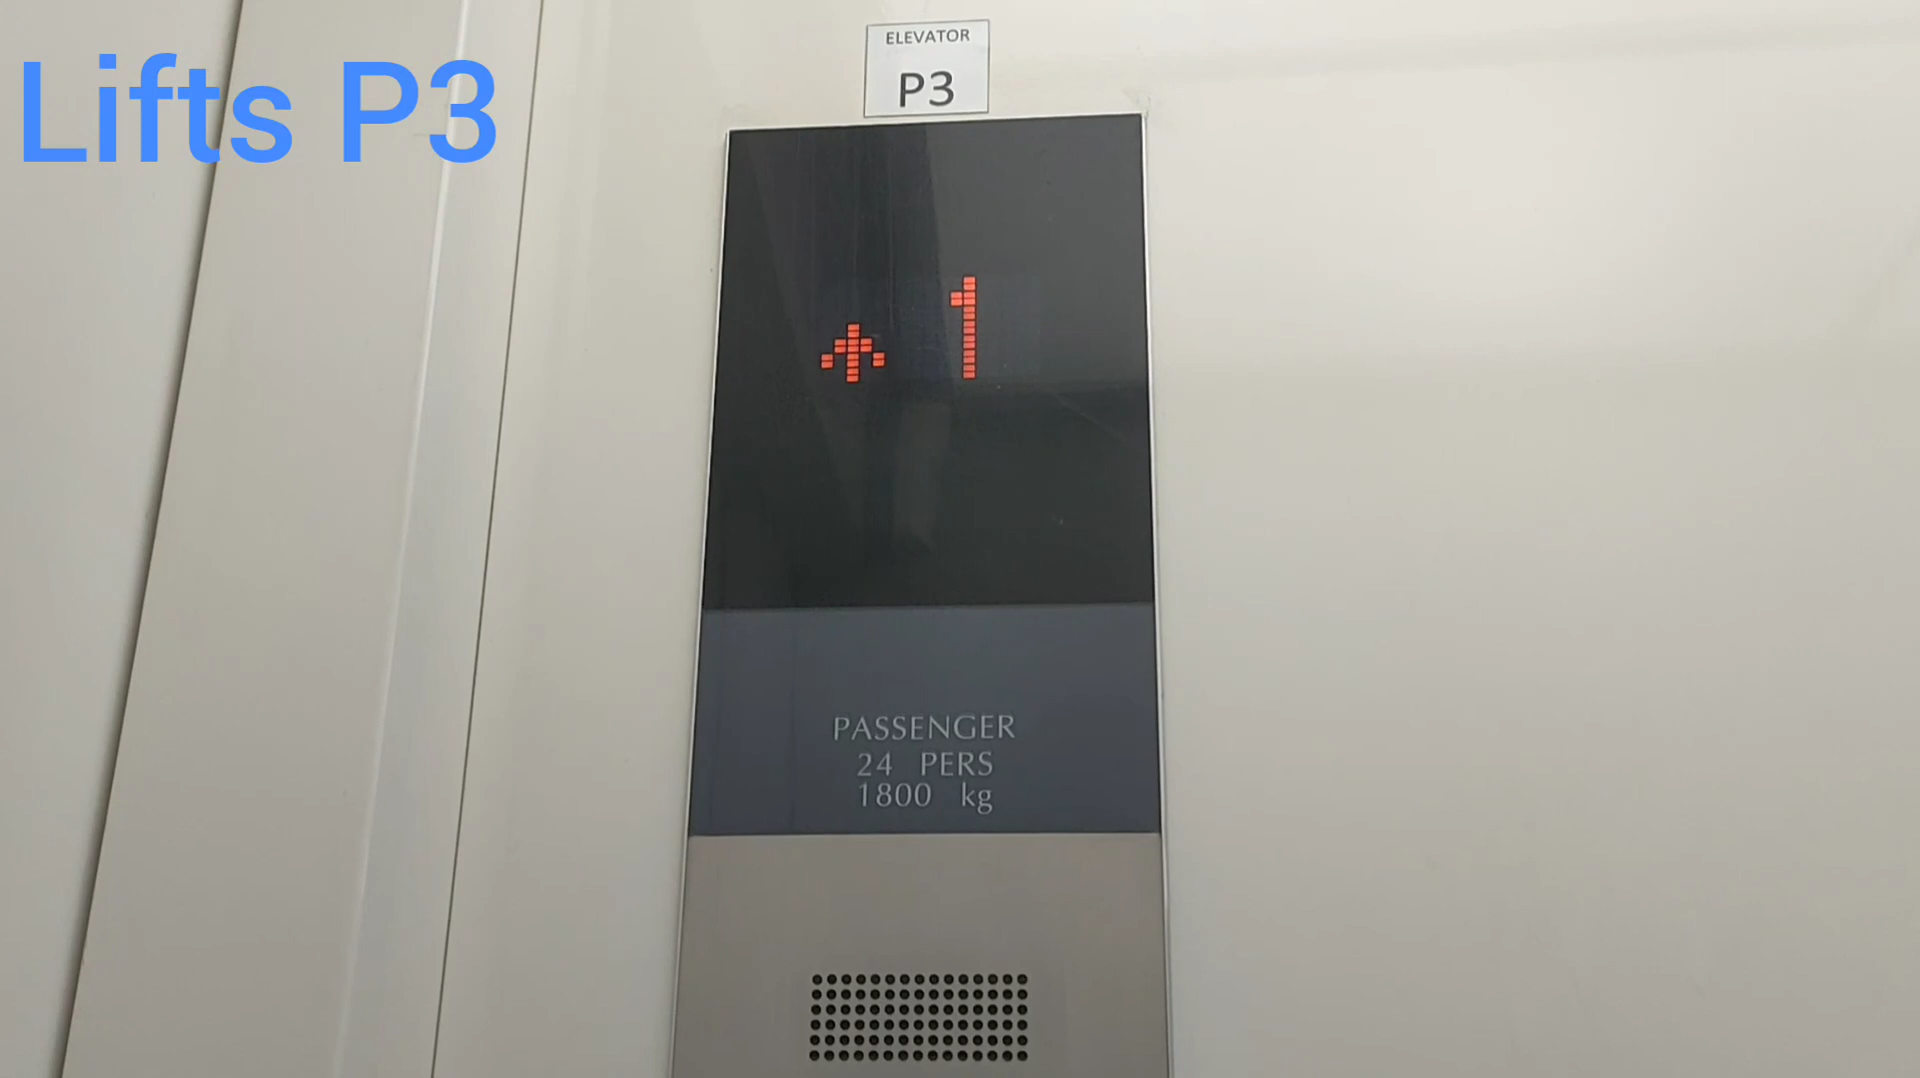 Lifts P3
ELEVATOR
P3
1
PASSENGER
24 PERS
1800 kg